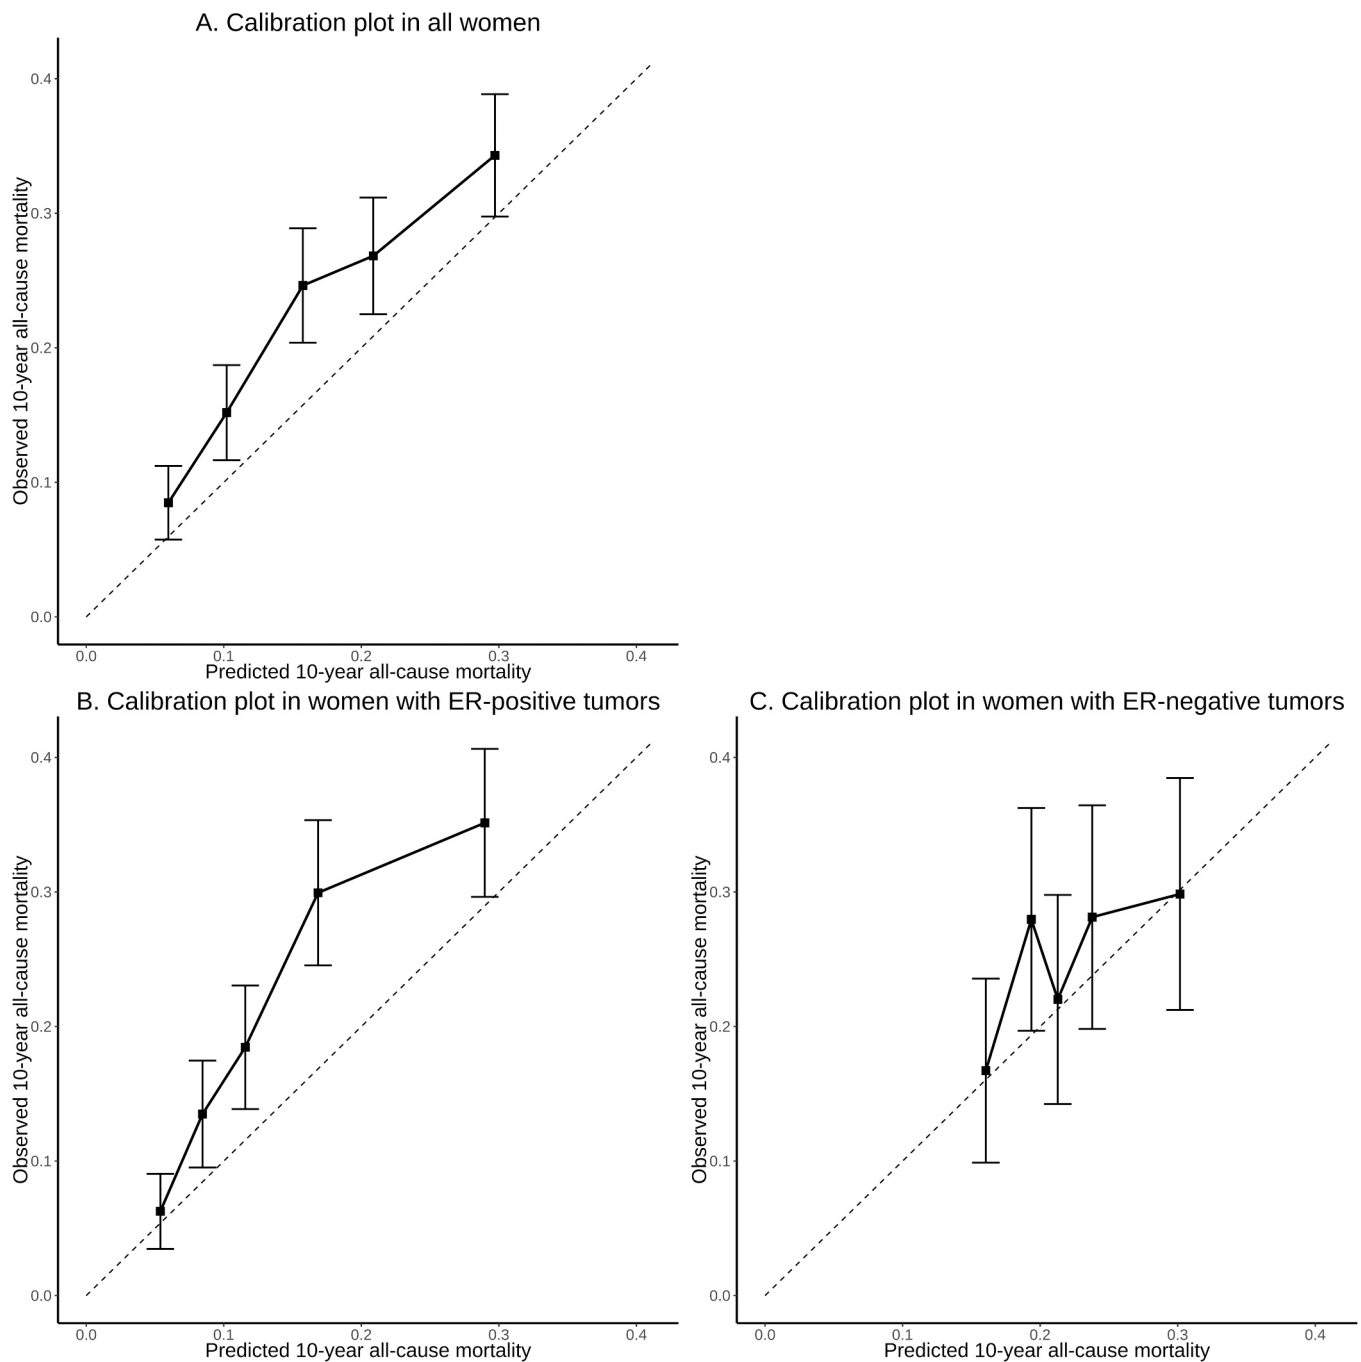 A. Calibration plot in all women
Observed 10-year all-cause mortality
0.4
0.3
0.2
0.1
0.0
0.0 0.1 0.2 0.3 0.4
Predicted 10-year all-cause mortality
B. Calibration plot in women with ER-positive tumors
Observed 10-year all-cause mortality
0.4
0.3
0.2
0.1
0.0
0.0 0.1 0.2 0.3 0.4
Predicted 10-year all-cause mortality
C. Calibration plot in women with ER-negative tumors
Observed 10-year all-cause mortality
0.4
0.3
0.2
0.1
0.0
0.0 0.1 0.2 0.3 0.4
Predicted 10-year all-cause mortality